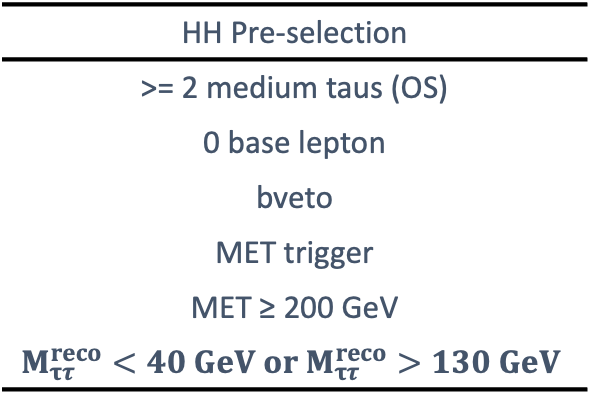 HH Pre-selection
>= 2 medium taus (OS)
0 base lepton
bveto
MET trigger
MET ≥ 200 GeV
M_ττ^reco < 40 GeV or M_ττ^reco > 130 GeV